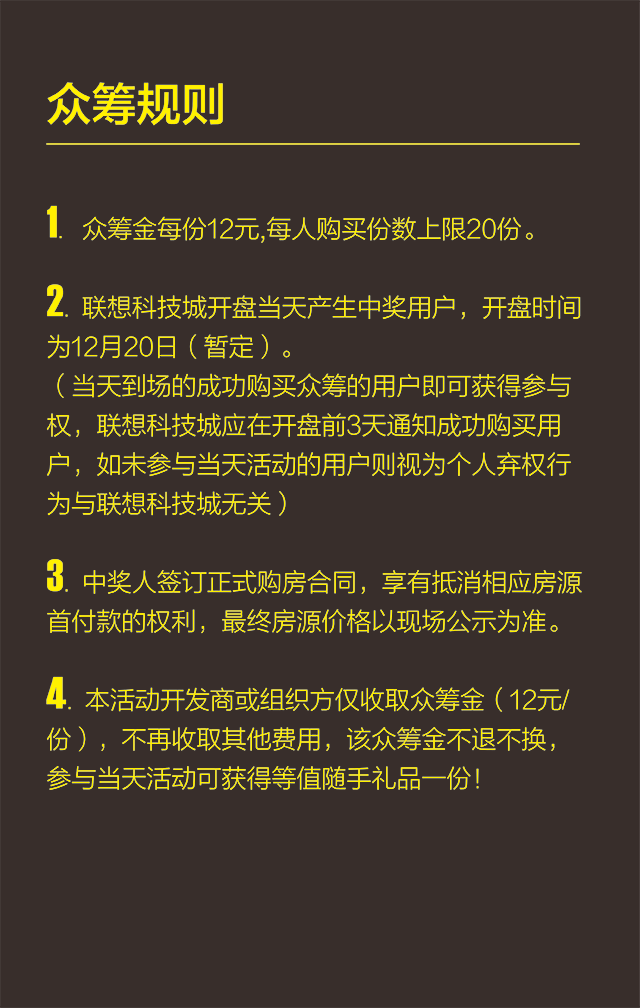 众筹规则
1. 众筹金每份12元,每人购买份数上限20份。
2. 联想科技城开盘当天产生中奖用户，开盘时间
为12月20日（暂定）。
（当天到场的成功购买众筹的用户即可获得参与
权，联想科技城应在开盘前3天通知成功购买用
户，如未参与当天活动的用户则视为个人弃权行
为与联想科技城无关）
3. 中奖人签订正式购房合同，享有抵消相应房源
首付款的权利，最终房源价格以现场公示为准。
4. 本活动开发商或组织方仅收取众筹金（12元/
份），不再收取其他费用，该众筹金不退不换，
参与当天活动可获得等值随手礼品一份！